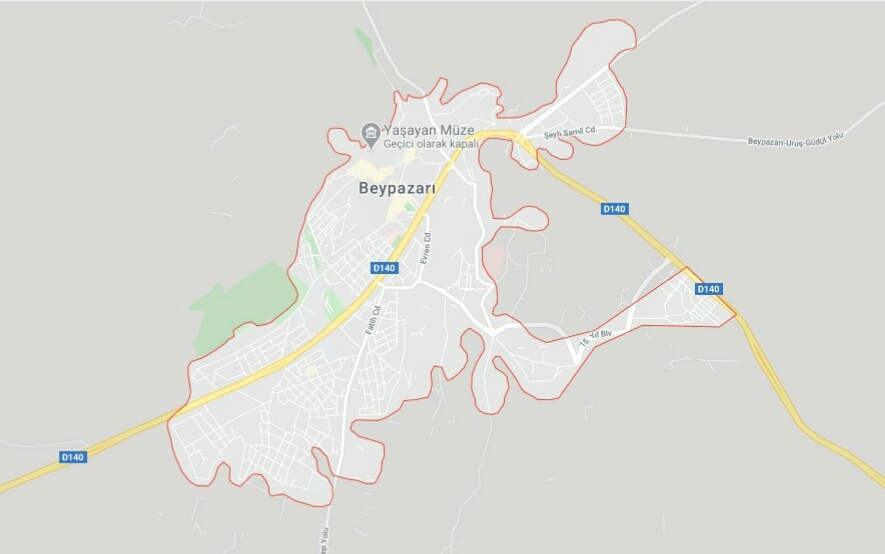 Şeyh Şamil Cd.
Yaşayan Müze
Geçici olarak kapalı
Beypazarı-Uruş-Güdül Yolu
Beypazarı
D140
Evren Cd.
D140
D140
Fatih Cd.
15. Yıl Blv.
D140
Yolu